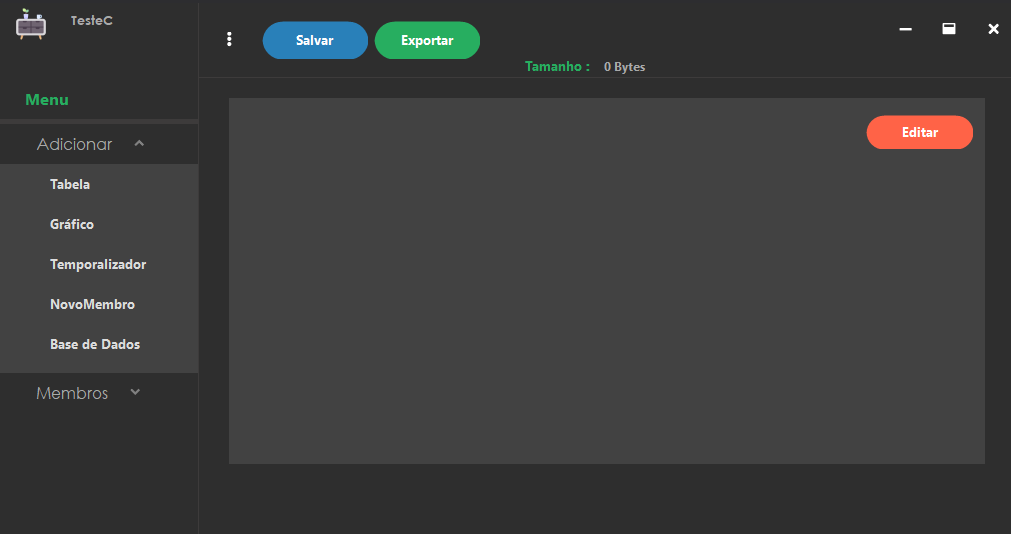 TesteC
Salvar
Exportar
Tamanho : 0 Bytes
Menu
Adicionar
Tabela
Gráfico
Temporalizador
NovoMembro
Base de Dados
Membros
Editar